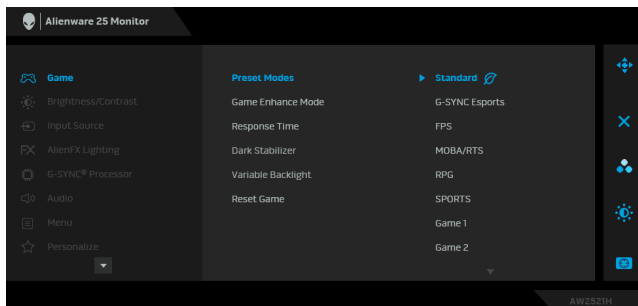 Alienware 25 Monitor
Game
Preset Modes
Standard
Brightness/Contrast
Game Enhance Mode
G-SYNC Esports
Input Source
Response Time
FPS
FX
AlienFX Lighting
Dark Stabilizer
MOBA/RTS
G-SYNC® Processor
Variable Backlight
RPG
Audio
Reset Game
SPORTS
Menu
Game 1
Personalize
Game 2
AW2521H